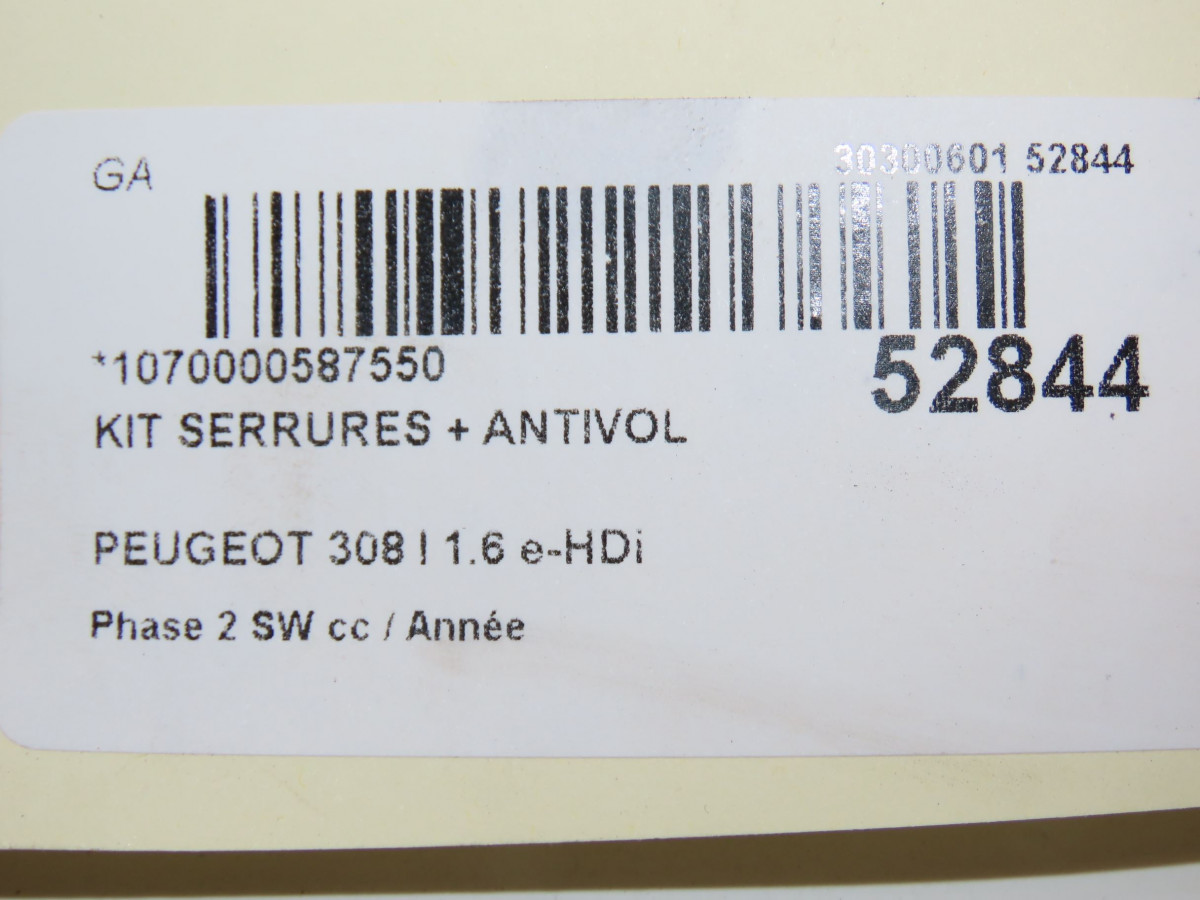 GA
30300601 52844
*1070000587550
52844
KIT SERRURES + ANTIVOL
PEUGEOT 308 I 1.6 e-HDi
Phase 2 SW cc / Année